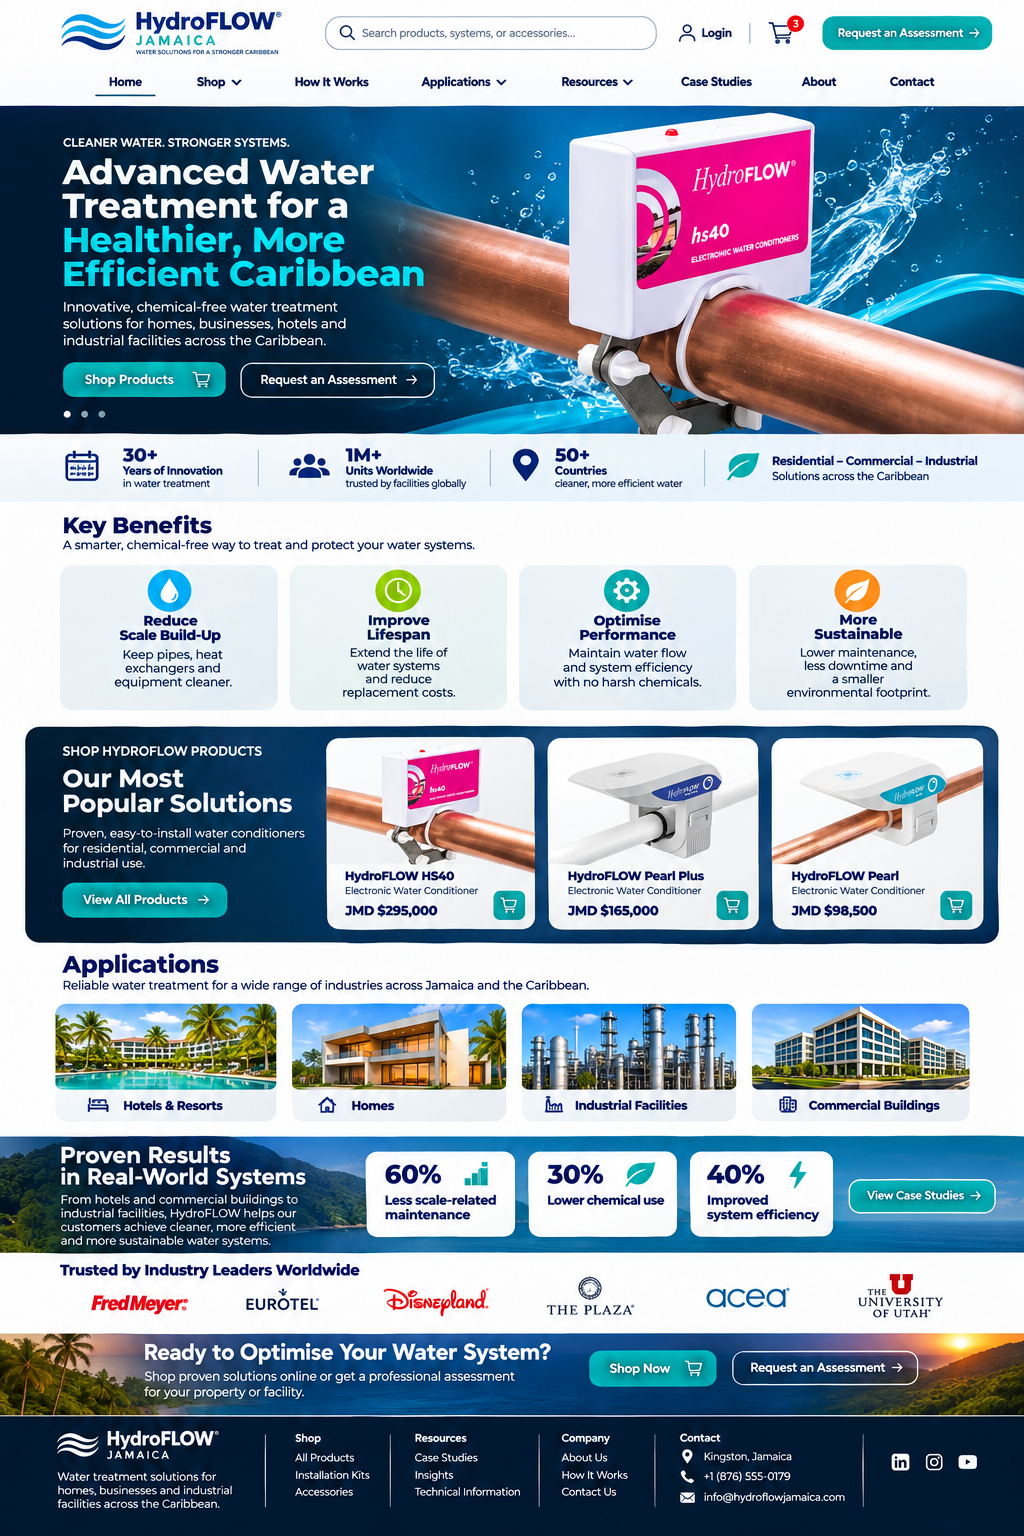 HydroFLOW®
JAMAICA
WATER SOLUTIONS FOR A STRONGER CARIBBEAN
Search products, systems, or accessories...
Login
3
Request an Assessment →
Home
Shop
How It Works
Applications
Resources
Case Studies
About
Contact
CLEANER WATER. STRONGER SYSTEMS.
Advanced Water
Treatment for a
Healthier, More
Efficient Caribbean
Innovative, chemical-free water treatment
solutions for homes, businesses, hotels and
industrial facilities across the Caribbean.
Shop Products
Request an Assessment →
HydroFLOW®
hs40
ELECTRONIC WATER CONDITIONERS
30+
Years of Innovation
in water treatment
1M+
Units Worldwide
trusted by facilities globally
50+
Countries
cleaner, more efficient water
Residential – Commercial – Industrial
Solutions across the Caribbean
Key Benefits
A smarter, chemical-free way to treat and protect your water systems.
Reduce
Scale Build-Up
Keep pipes, heat
exchangers and
equipment cleaner.
Improve
Lifespan
Extend the life of
water systems
and reduce
replacement costs.
Optimise
Performance
Maintain water flow
and system efficiency
with no harsh chemicals.
More
Sustainable
Lower maintenance,
less downtime and
a smaller
environmental footprint.
SHOP HYDROFLOW PRODUCTS
Our Most
Popular Solutions
Proven, easy-to-install water conditioners
for residential, commercial and
industrial use.
View All Products →
HydroFLOW®
hs40
HydroFLOW HS40
Electronic Water Conditioner
JMD $295,000
Hydroflow
HydroFLOW Pearl Plus
Electronic Water Conditioner
JMD $165,000
Hydroflow
HydroFLOW Pearl
Electronic Water Conditioner
JMD $98,500
Applications
Reliable water treatment for a wide range of industries across Jamaica and the Caribbean.
Hotels & Resorts
Homes
Industrial Facilities
Commercial Buildings
Proven Results
in Real-World Systems
From hotels and commercial buildings to
industrial facilities, HydroFLOW helps our
customers achieve cleaner, more efficient
and more sustainable water systems.
60%
Less scale-related
maintenance
30%
Lower chemical use
40%
Improved
system efficiency
View Case Studies →
Trusted by Industry Leaders Worldwide
Fred Meyer®
EUROTEL®
Disneyland®
THE PLAZA®
acea®
U
THE
UNIVERSITY
OF UTAH®
Ready to Optimise Your Water System?
Shop proven solutions online or get a professional assessment
for your property or facility.
Shop Now
Request an Assessment →
HydroFLOW®
JAMAICA
Water treatment solutions for
homes, businesses and industrial
facilities across the Caribbean.
Shop
All Products
Installation Kits
Accessories
Resources
Case Studies
Insights
Technical Information
Company
About Us
How It Works
Contact Us
Contact
Kingston, Jamaica
+1 (876) 555-0179
info@hydroflowjamaica.com
in